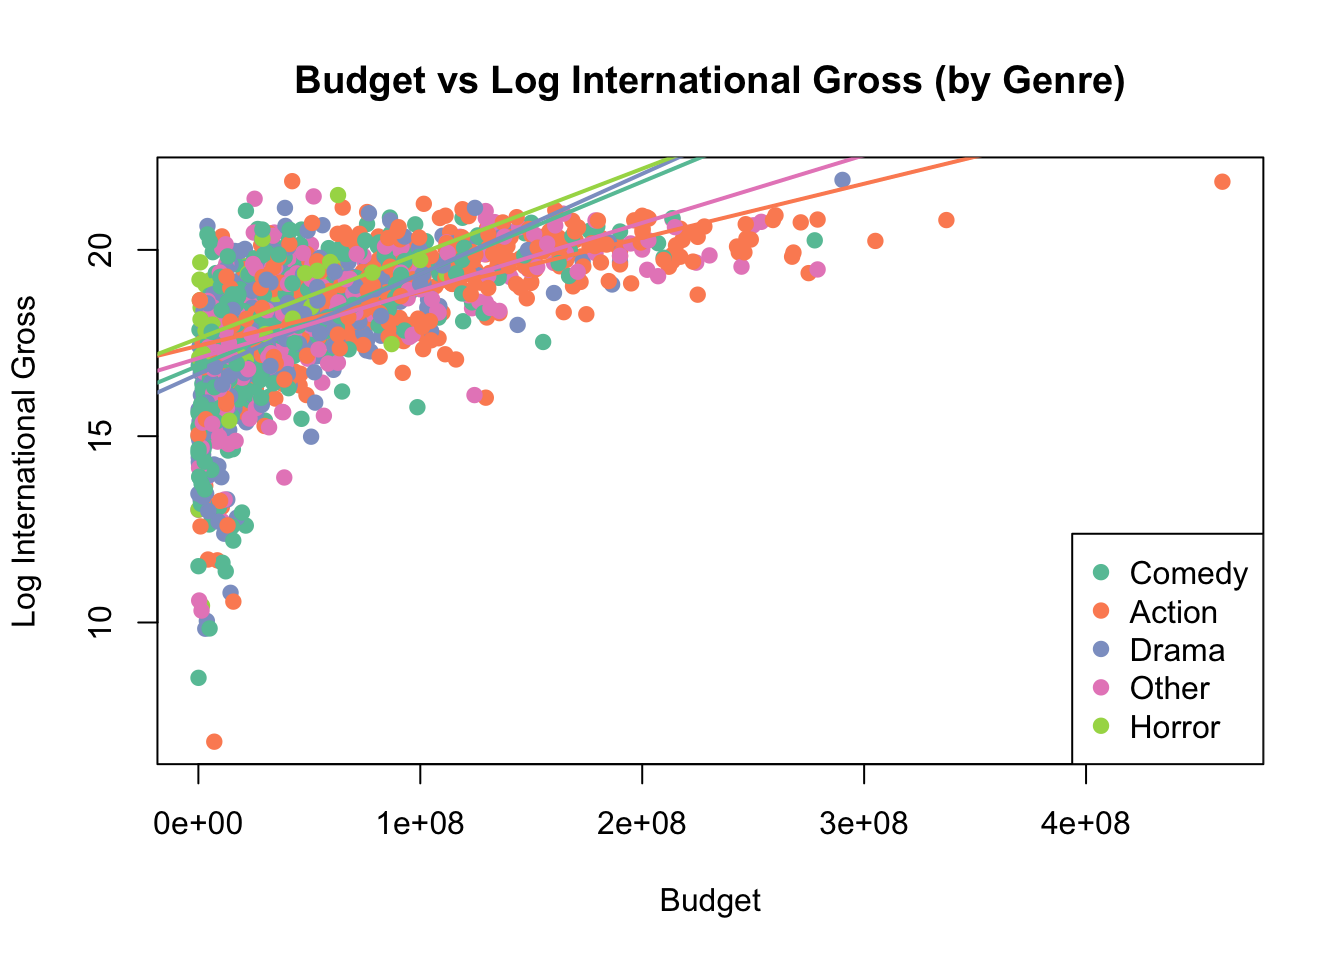 Budget vs Log International Gross (by Genre)
Log International Gross
20
15
10
Comedy
Action
Drama
Other
Horror
0e+00 1e+08 2e+08 3e+08 4e+08
Budget